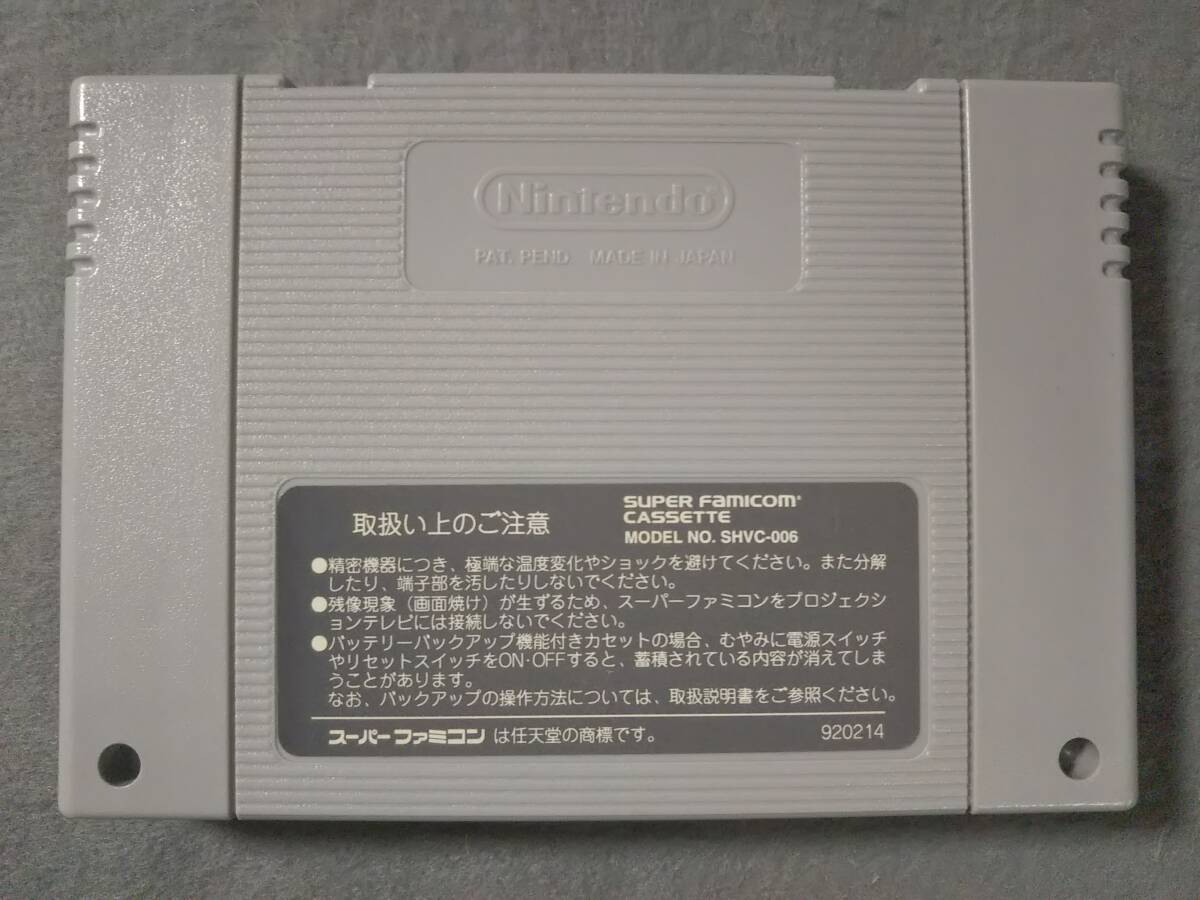 Nintendo®
PAT. PEND. MADE IN JAPAN
取扱い上のご注意
SUPER FAMICOM®
CASSETTE
MODEL NO. SHVC-006
●精密機器につき、極端な湿度変化やショックを避けてください。また分解
したり、端子部を汚したりしないでください。
●残像現象（画面焼け）が生ずるため、スーパーファミコンをプロジェクシ
ョンテレビには接続しないでください。
●バッテリーバックアップ機能付きカセットの場合、むやみに電源スイッチ
やリセットスイッチをON·OFFすると、蓄積されている内容が消えてしま
うことがあります。
なお、バックアップの操作方法については、取扱説明書をご参照ください。
スーパーファミコン は任天堂の商標です。 920214